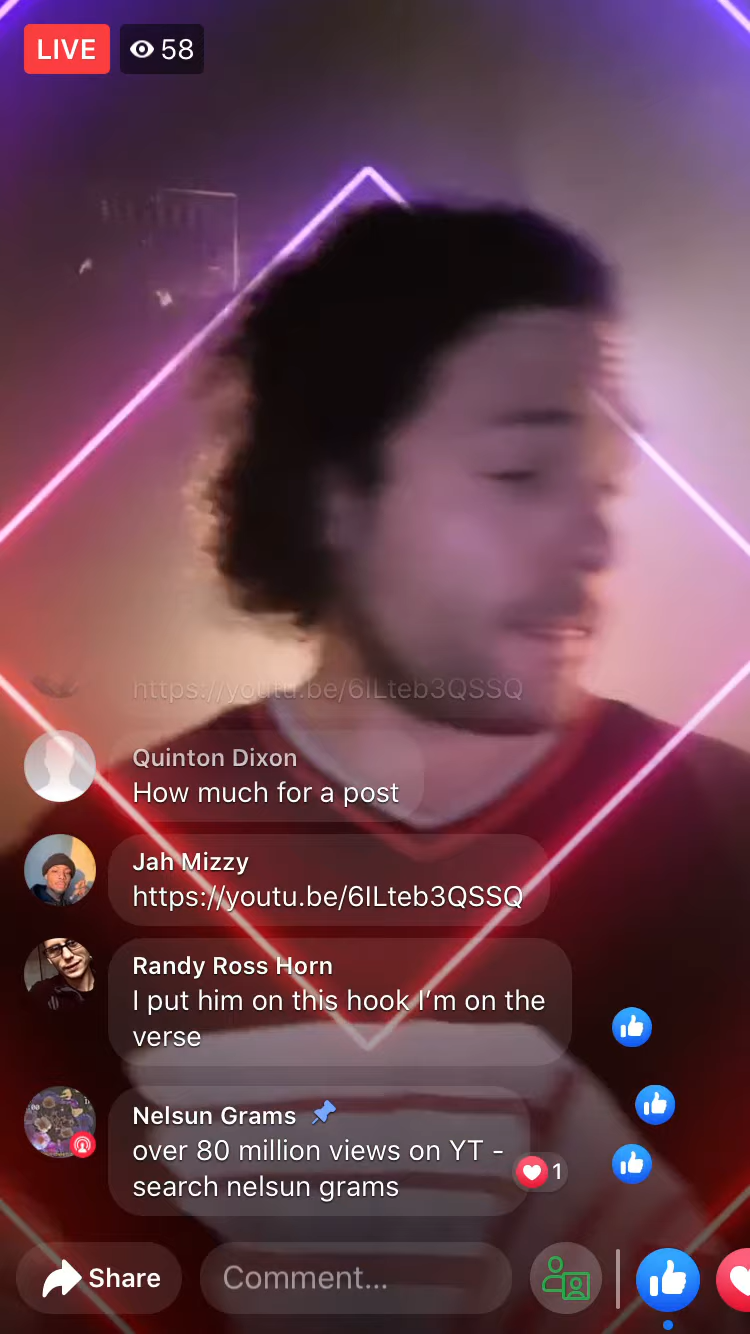 LIVE
58
https://youtu.be/6ILteb3QSSQ
Quinton Dixon
How much for a post
Jah Mizzy
https://youtu.be/6ILteb3QSSQ
Randy Ross Horn
I put him on this hook I'm on the
verse
Nelsun Grams
over 80 million views on YT -
search nelsun grams
1
Share
Comment...